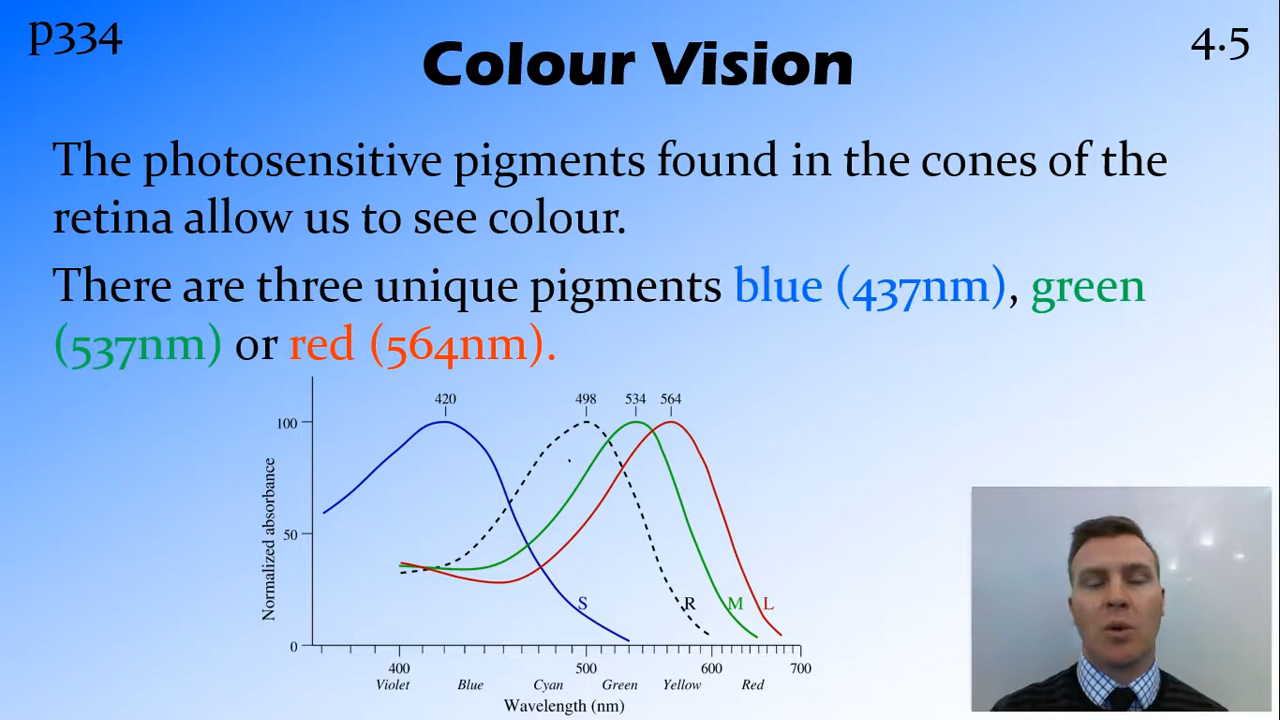 p334
Colour Vision
4.5
The photosensitive pigments found in the cones of the
retina allow us to see colour.
There are three unique pigments blue (437nm), green
(537nm) or red (564nm).
420 498 534 564
100
Normalized absorbance
50
S R M L
0
400 500 600 700
Violet Blue Cyan Green Yellow Red
Wavelength (nm)